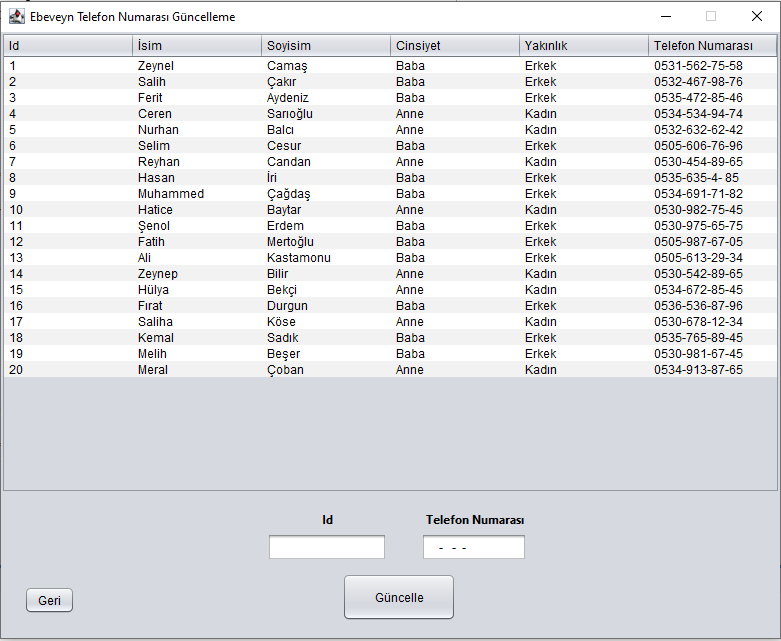 Ebeveyn Telefon Numarası Güncelleme
Id İsim Soyisim Cinsiyet Yakınlık Telefon Numarası
1 Zeynel Camaş Baba Erkek 0531-562-75-58
2 Salih Çakır Baba Erkek 0532-467-98-76
3 Ferit Aydeniz Baba Erkek 0535-472-85-46
4 Ceren Sarıoğlu Anne Kadın 0534-534-94-74
5 Nurhan Balcı Anne Kadın 0532-632-62-42
6 Selim Cesur Baba Erkek 0505-606-76-96
7 Reyhan Candan Anne Kadın 0530-454-89-65
8 Hasan İri Baba Erkek 0535-635-4- 85
9 Muhammed Çağdaş Baba Erkek 0534-691-71-82
10 Hatice Baytar Anne Kadın 0530-982-75-45
11 Şenol Erdem Baba Erkek 0530-975-65-75
12 Fatih Mertoğlu Baba Erkek 0505-987-67-05
13 Ali Kastamonu Baba Erkek 0505-613-29-34
14 Zeynep Bilir Anne Kadın 0530-542-89-65
15 Hülya Bekçi Anne Kadın 0534-672-85-45
16 Fırat Durgun Baba Erkek 0536-536-87-96
17 Saliha Köse Anne Kadın 0530-678-12-34
18 Kemal Sadık Baba Erkek 0535-765-89-45
19 Melih Beşer Baba Erkek 0530-981-67-45
20 Meral Çoban Anne Kadın 0534-913-87-65
Id Telefon Numarası
- - -
Geri Güncelle